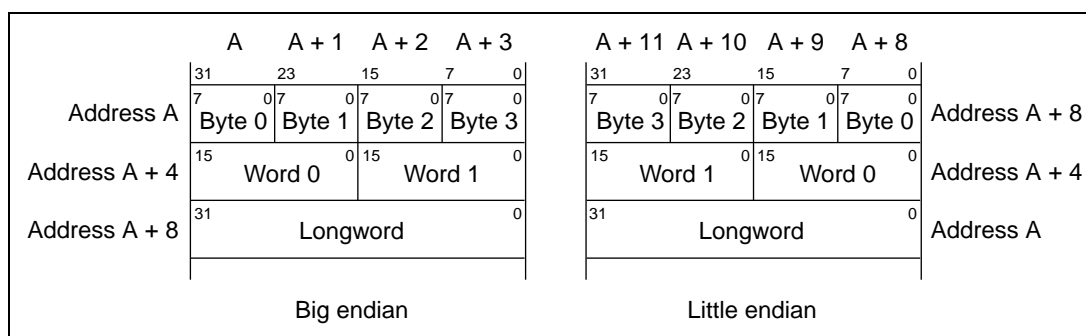 A A + 1 A + 2 A + 3 A + 11 A + 10 A + 9 A + 8
31 23 15 7 0 31 23 15 7 0
7 0 7 0 7 0 7 0 7 0 7 0 7 0 7 0
Address A Byte 0 Byte 1 Byte 2 Byte 3 Byte 3 Byte 2 Byte 1 Byte 0 Address A + 8
15 0 15 0 15 0 15 0
Address A + 4 Word 0 Word 1 Word 1 Word 0 Address A + 4
31 0 31 0
Address A + 8 Longword Longword Address A
Big endian Little endian